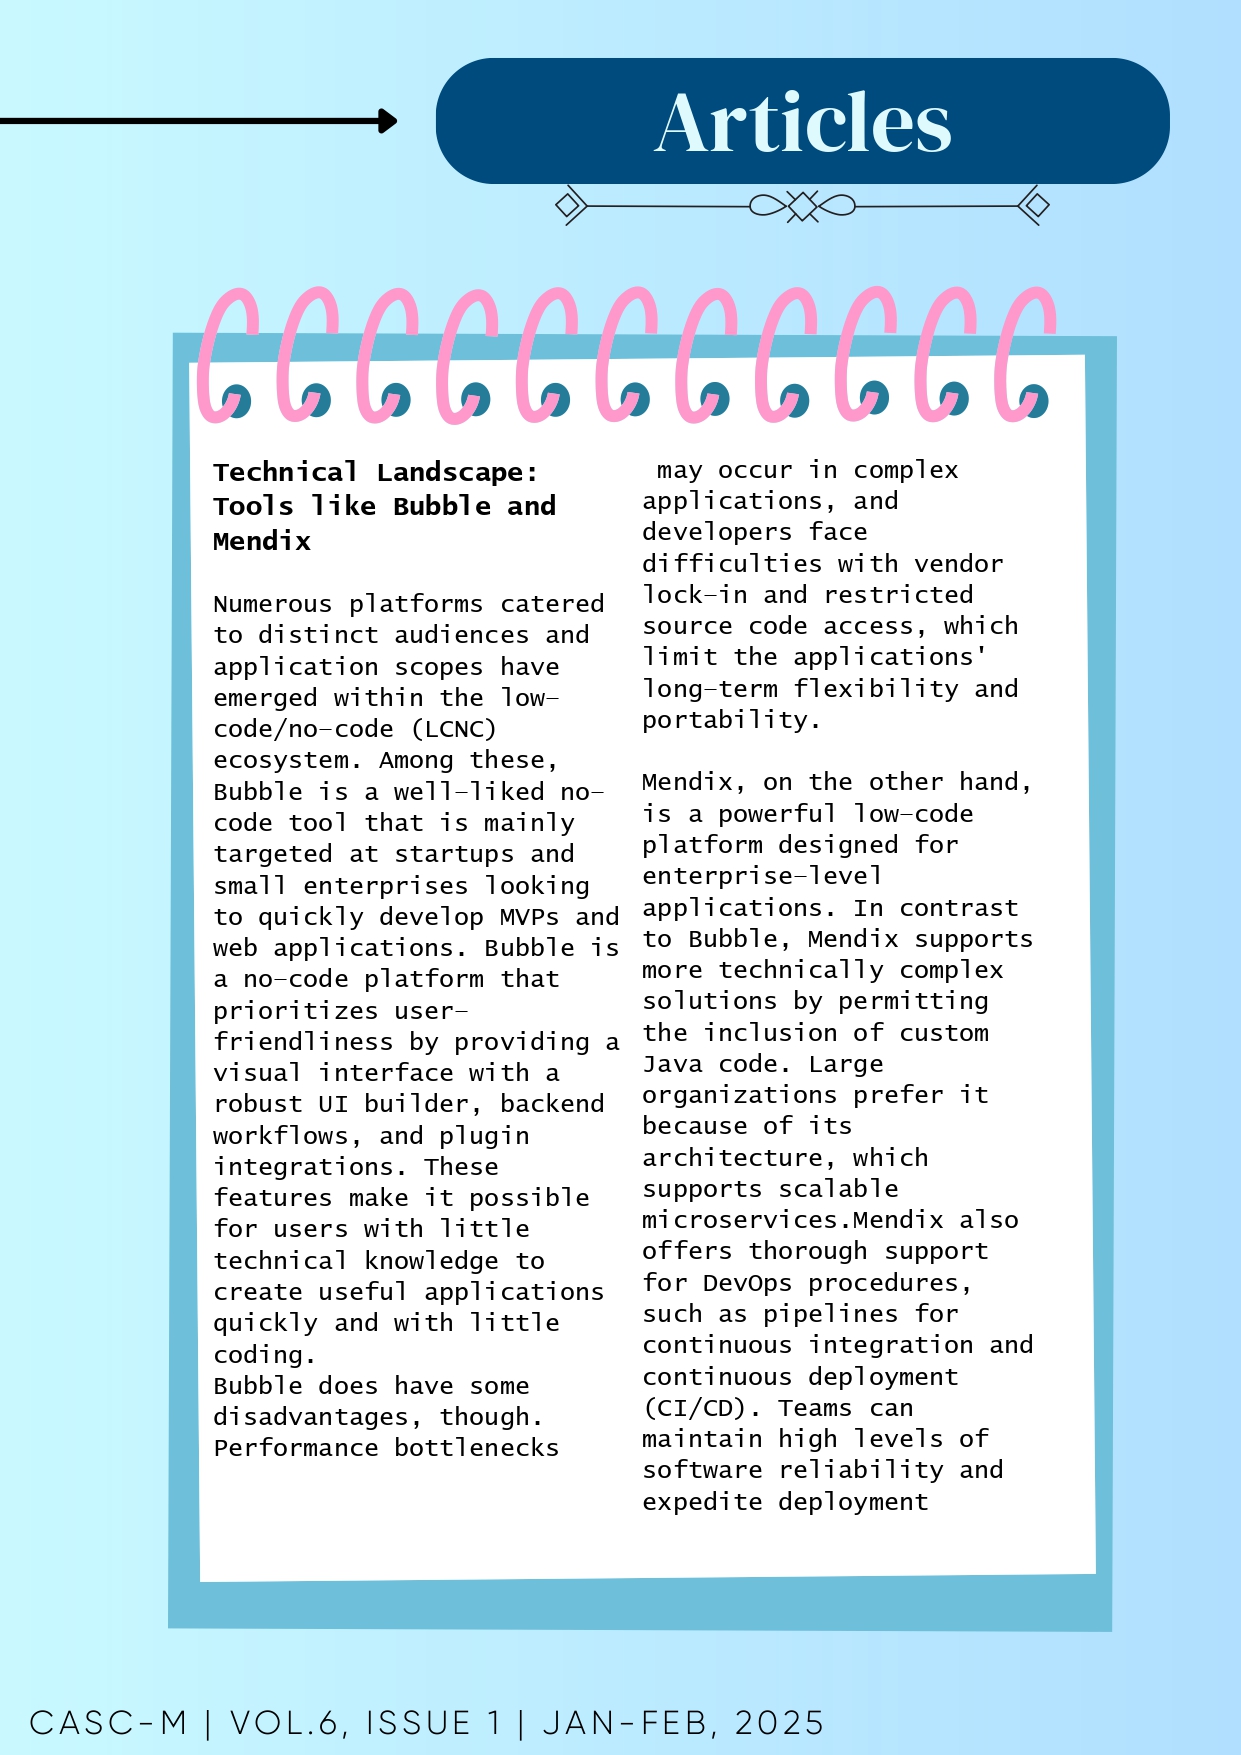 Articles
Technical Landscape:
Tools like Bubble and
Mendix
Numerous platforms catered
to distinct audiences and
application scopes have
emerged within the low-
code/no-code (LCNC)
ecosystem. Among these,
Bubble is a well-liked no-
code tool that is mainly
targeted at startups and
small enterprises looking
to quickly develop MVPs and
web applications. Bubble is
a no-code platform that
prioritizes user-
friendliness by providing a
visual interface with a
robust UI builder, backend
workflows, and plugin
integrations. These
features make it possible
for users with little
technical knowledge to
create useful applications
quickly and with little
coding.
Bubble does have some
disadvantages, though.
Performance bottlenecks
may occur in complex
applications, and
developers face
difficulties with vendor
lock-in and restricted
source code access, which
limit the applications'
long-term flexibility and
portability.
Mendix, on the other hand,
is a powerful low-code
platform designed for
enterprise-level
applications. In contrast
to Bubble, Mendix supports
more technically complex
solutions by permitting
the inclusion of custom
Java code. Large
organizations prefer it
because of its
architecture, which
supports scalable
microservices.Mendix also
offers thorough support
for DevOps procedures,
such as pipelines for
continuous integration and
continuous deployment
(CI/CD). Teams can
maintain high levels of
software reliability and
expedite deployment
CASC-M | VOL.6, ISSUE 1 | JAN-FEB, 2025